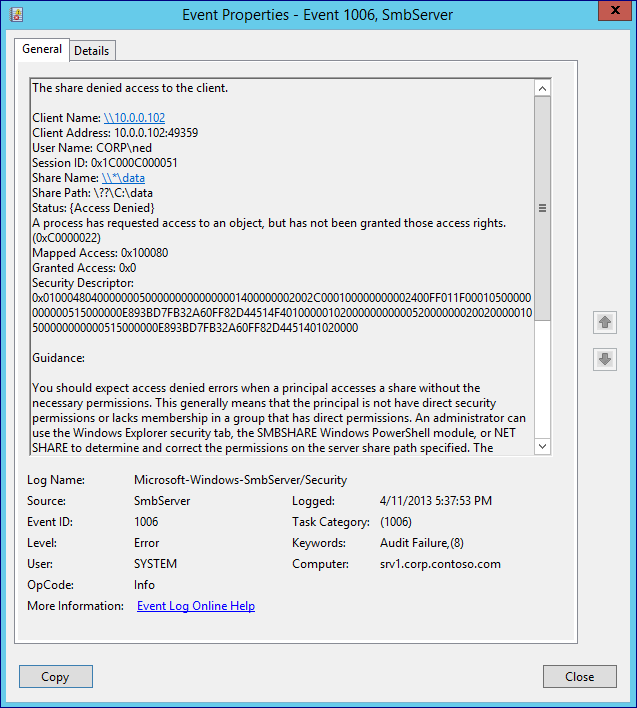 Event Properties - Event 1006, SmbServer
x
General
Details
The share denied access to the client.
Client Name: \\10.0.0.102
Client Address: 10.0.0.102:49359
User Name: CORP\ned
Session ID: 0x1C000C000051
Share Name: \\*\data
Share Path: \??\C:\data
Status: {Access Denied}
A process has requested access to an object, but has not been granted those access rights.
(0xC0000022)
Mapped Access: 0x100080
Granted Access: 0x0
Security Descriptor:
0x010004804000000050000000000000001400000002002C000100000000002400FF011F00010500000
000000515000000E893BD7FB32A60FF82D44514F401000001020000000000052000000020020000010
50000000000515000000E893BD7FB32A60FF82D4451401020000
Guidance:
You should expect access denied errors when a principal accesses a share without the
necessary permissions. This generally means that the principal is not have direct security
permissions or lacks membership in a group that has direct permissions. An administrator can
use the Windows Explorer security tab, the SMBSHARE Windows PowerShell module, or NET
SHARE to determine and correct the permissions on the server share path specified. The
Log Name: Microsoft-Windows-SmbServer/Security
Source: SmbServer Logged: 4/11/2013 5:37:53 PM
Event ID: 1006 Task Category: (1006)
Level: Error Keywords: Audit Failure,(8)
User: SYSTEM Computer: srv1.corp.contoso.com
OpCode: Info
More Information: Event Log Online Help
Copy Close